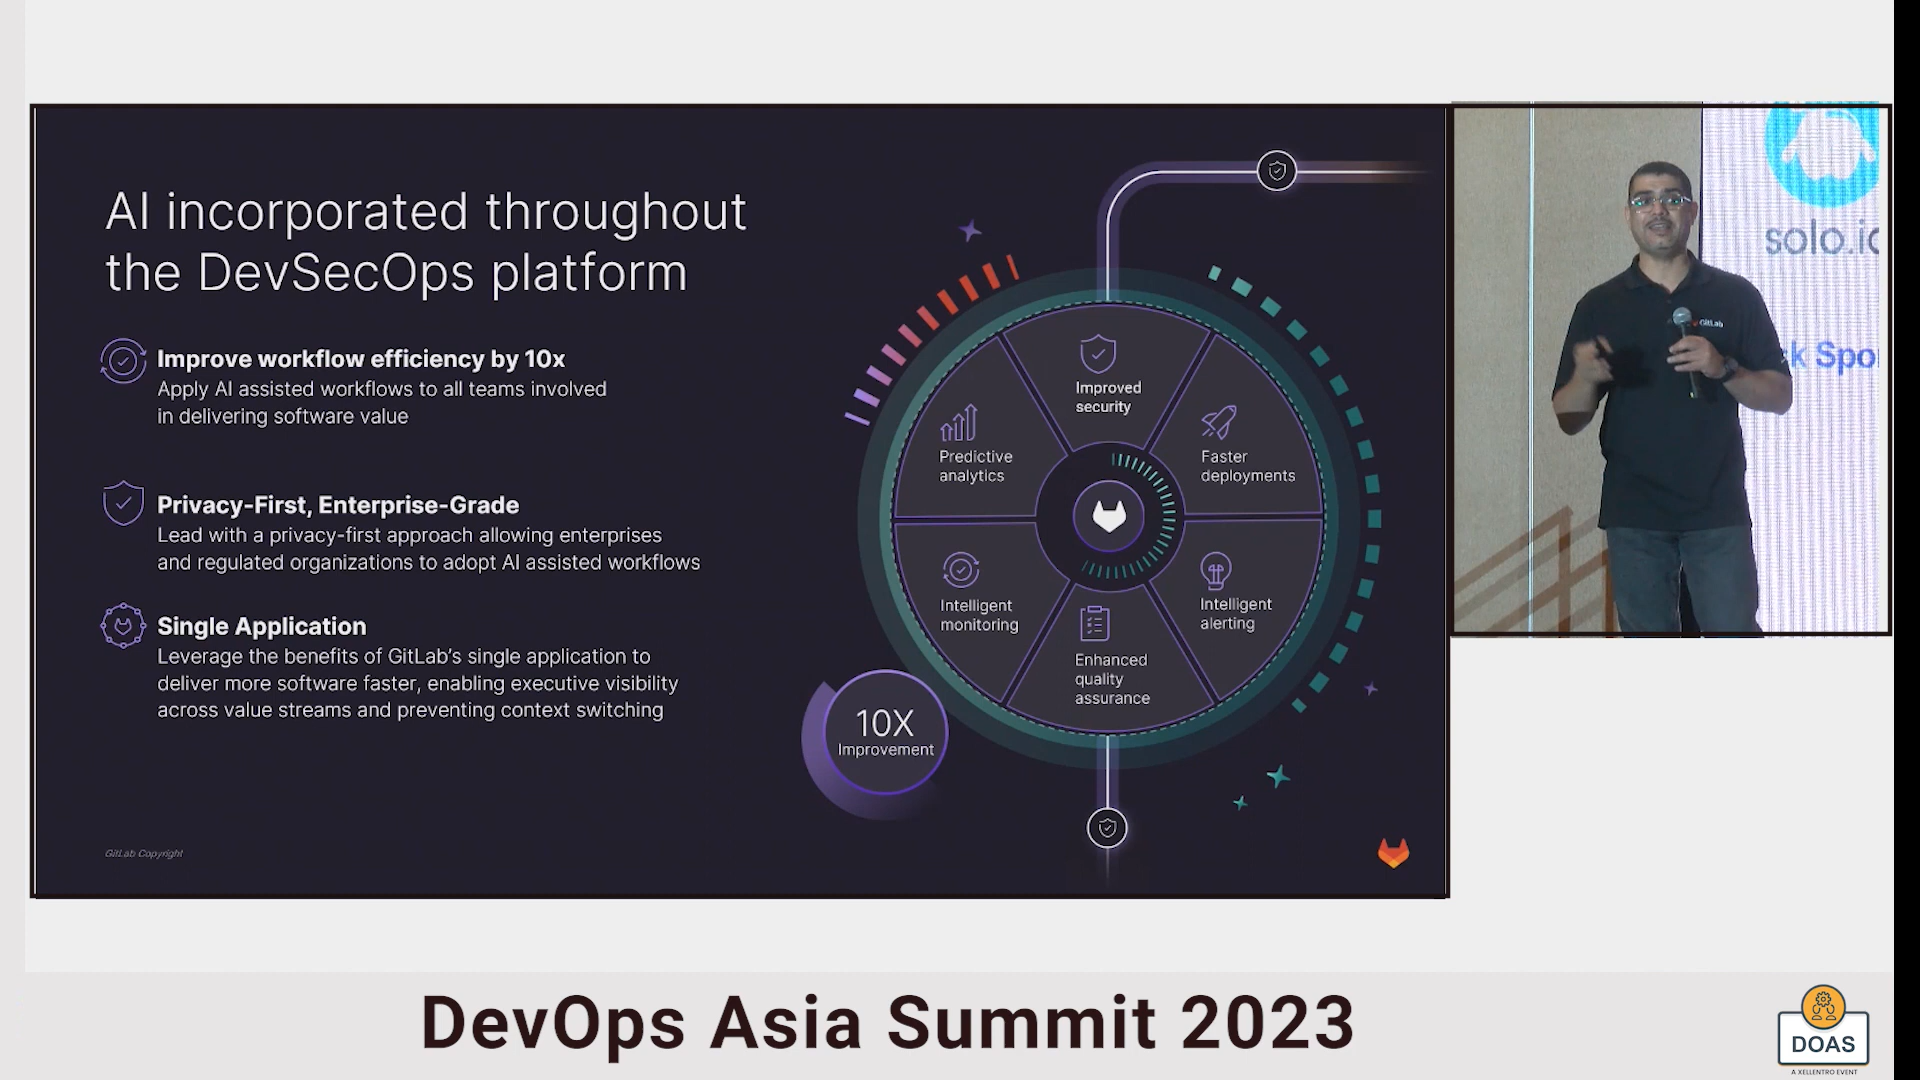 AI incorporated throughout
the DevSecOps platform
Improve workflow efficiency by 10x
Apply AI assisted workflows to all teams involved
in delivering software value
Privacy-First, Enterprise-Grade
Lead with a privacy-first approach allowing enterprises
and regulated organizations to adopt AI assisted workflows
Single Application
Leverage the benefits of GitLab's single application to
deliver more software faster, enabling executive visibility
across value streams and preventing context switching
Improved
security
Predictive
analytics
Faster
deployments
Intelligent
monitoring
Intelligent
alerting
Enhanced
quality
assurance
10X
Improvement
GitLab Copyright
solo.io
GitLab
k Spo
DevOps Asia Summit 2023
DOAS
A XELLENTRO EVENT